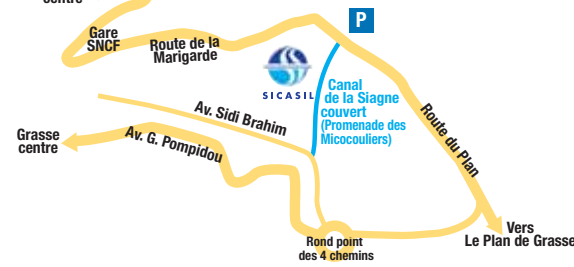 centre
P
Gare
SNCF
Route de la
Marigarde
SICASIL
Canal
de la Siagne
couvert
(Promenade des
Micocouliers)
Route du Plan
Av. Sidi Brahim
Grasse
centre
Av. G. Pompidou
Vers
Le Plan de Grasse
Rond point
des 4 chemins